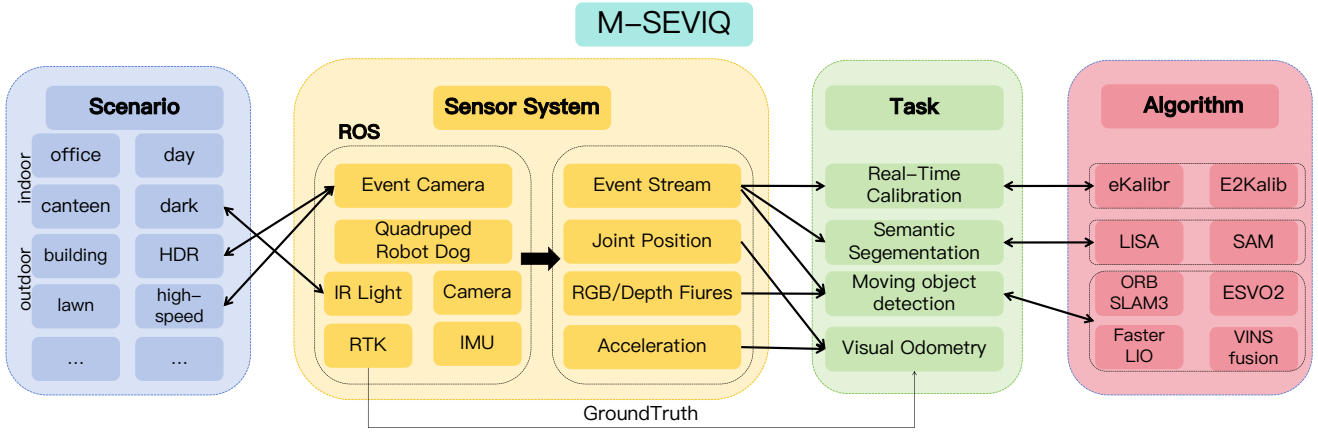 M-SEVIQ
Scenario
indoor
outdoor
office
day
canteen
dark
building
HDR
lawn
high-
speed
...
...
Sensor System
ROS
Event Camera
Quadruped
Robot Dog
IR Light
Camera
RTK
IMU
Event Stream
Joint Position
RGB/Depth Fiures
Acceleration
GroundTruth
Task
Real-Time
Calibration
Semantic
Segementation
Moving object
detection
Visual Odometry
Algorithm
eKalibr
E2Kalib
LISA
SAM
ORB
SLAM3
ESVO2
Faster
LIO
VINS
fusion